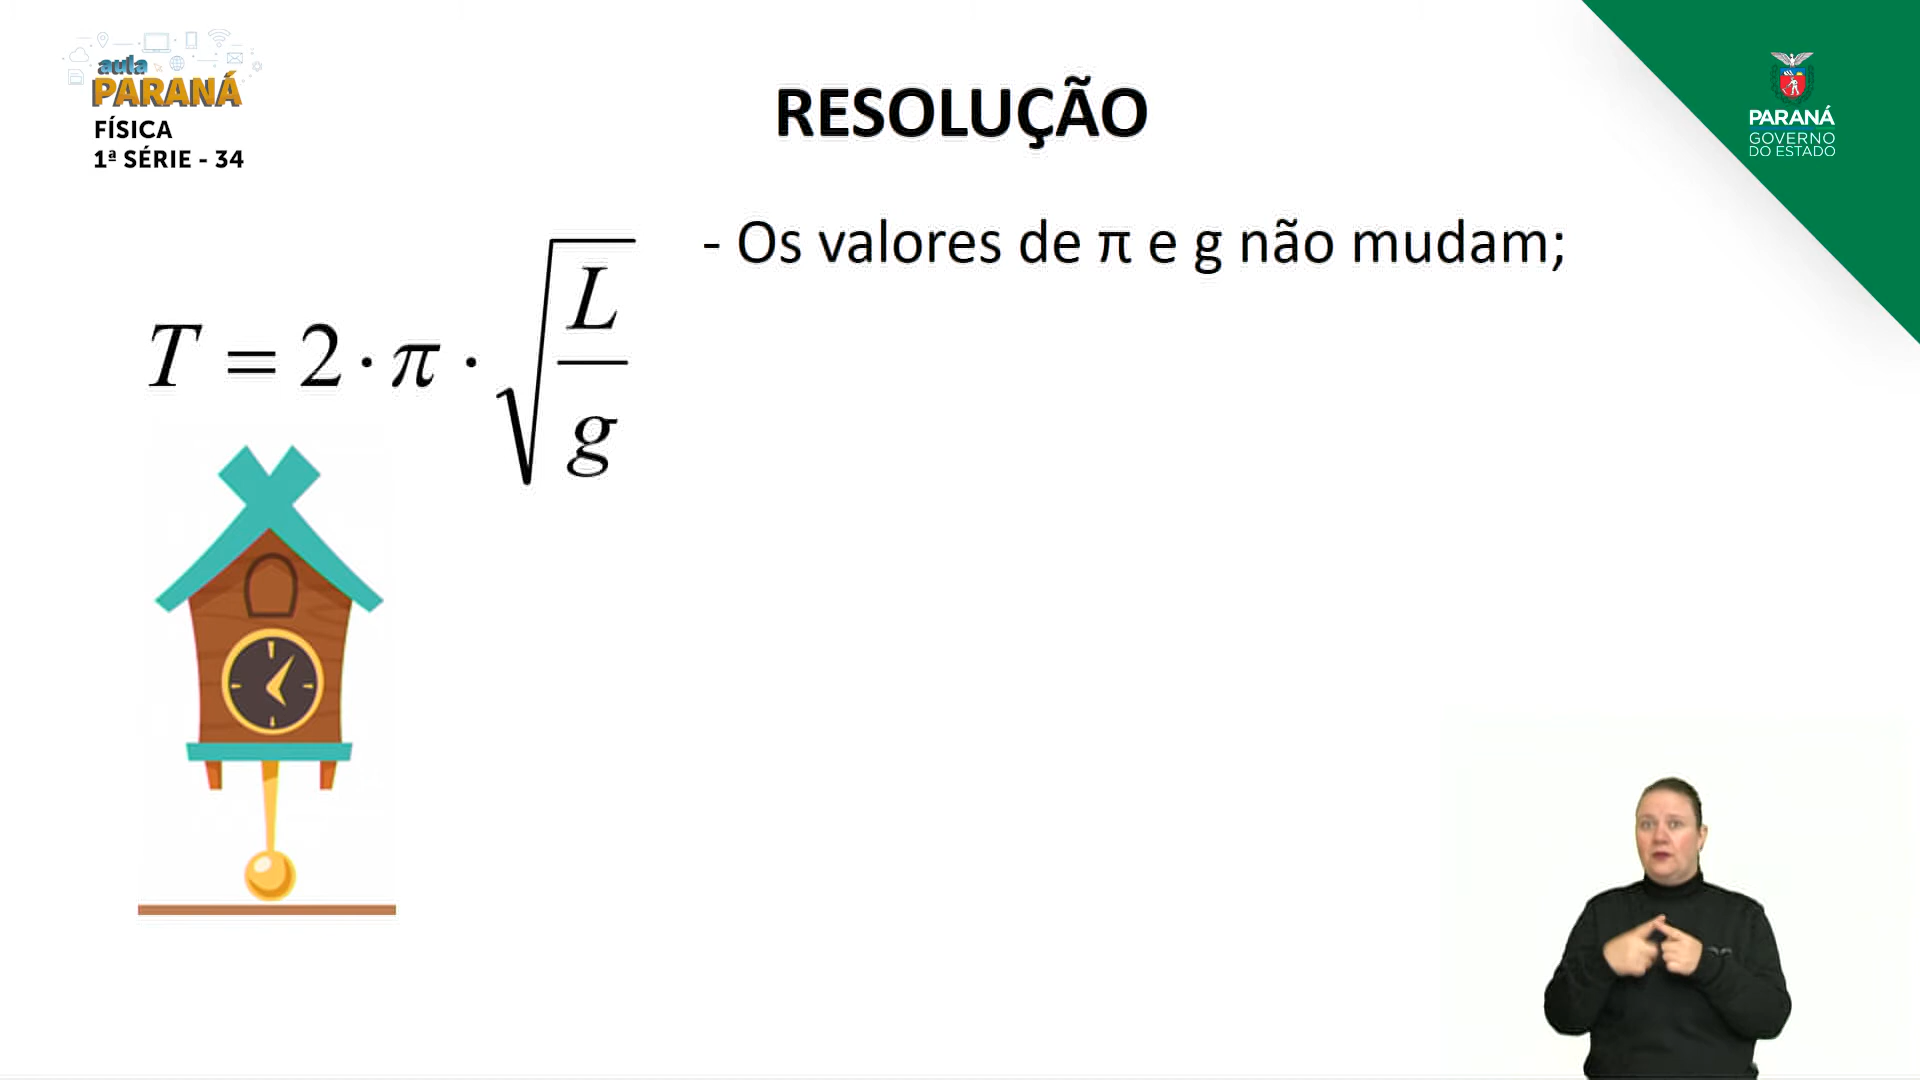 aula
PARANÁ
FÍSICA
1ª SÉRIE - 34
RESOLUÇÃO
PARANÁ
GOVERNO
DO ESTADO
- Os valores de π e g não mudam;
T = 2 · π · √(L/g)